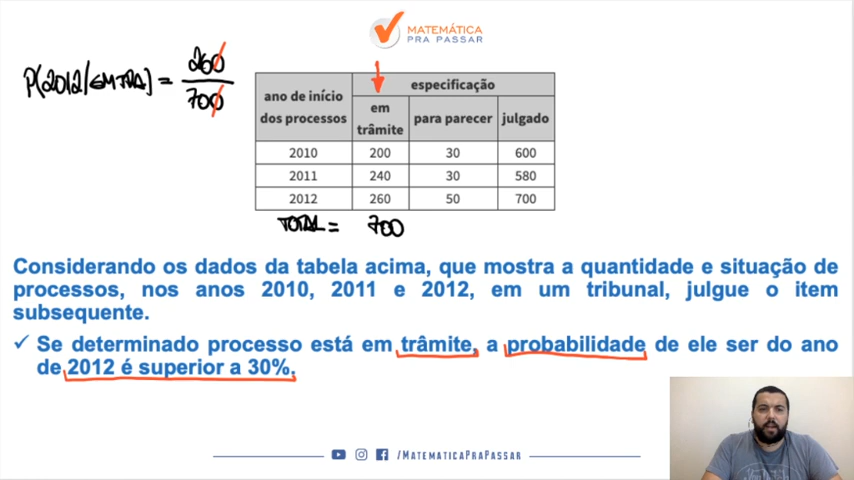 MATEMÁTICA
PRA PASSAR
P(2012/EM TRA) = 260/700
ano de início dos processos especificação
em trâmite para parecer julgado
2010 200 30 600
2011 240 30 580
2012 260 50 700
TOTAL = 700
Considerando os dados da tabela acima, que mostra a quantidade e situação de
processos, nos anos 2010, 2011 e 2012, em um tribunal, julgue o item
subsequente.
✓ Se determinado processo está em trâmite, a probabilidade de ele ser do ano
de 2012 é superior a 30%.
/MatematicaPraPassar